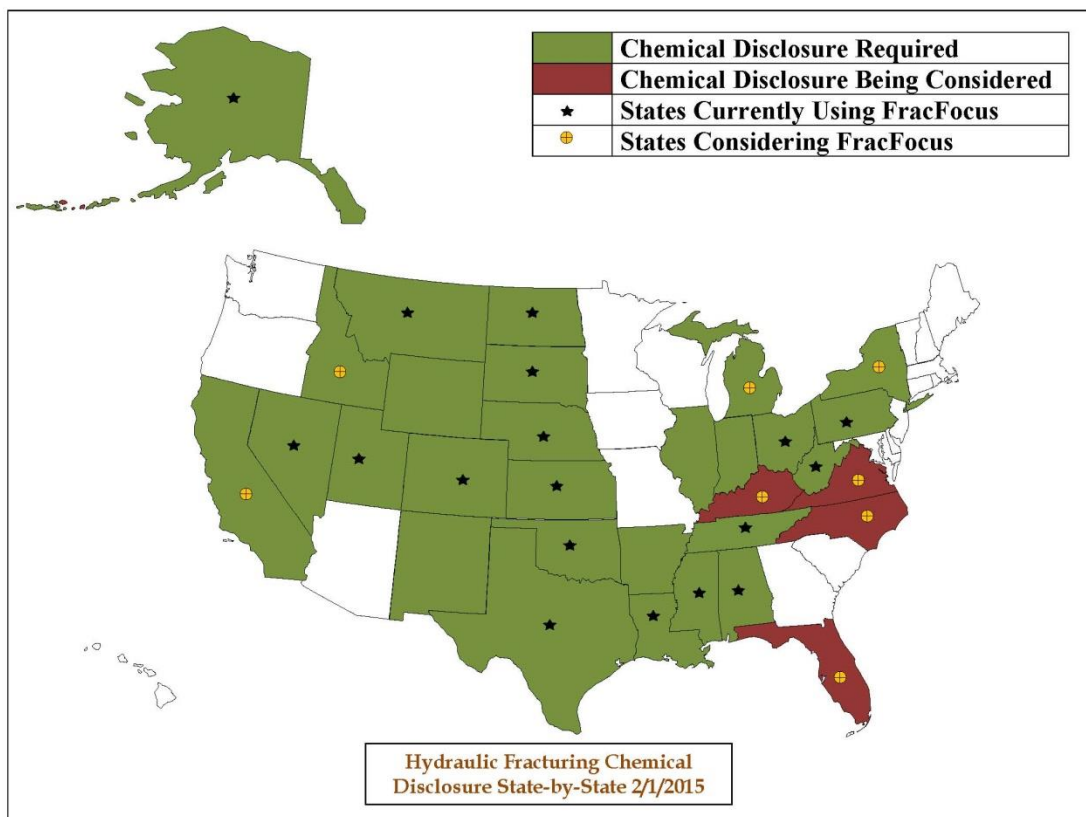 Chemical Disclosure Required
Chemical Disclosure Being Considered
States Currently Using FracFocus
States Considering FracFocus
Hydraulic Fracturing Chemical
Disclosure State-by-State 2/1/2015